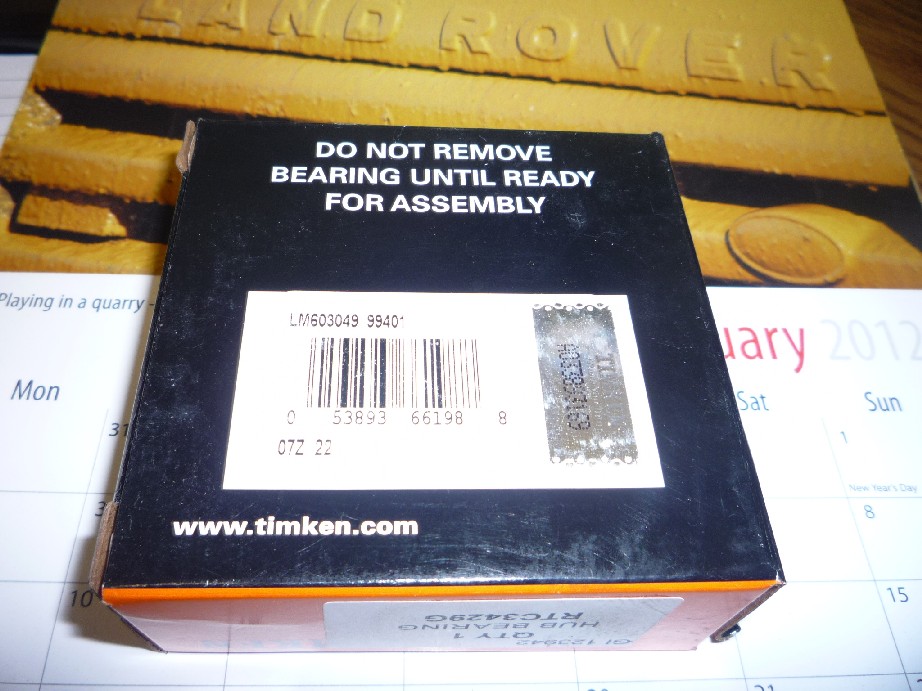 LAND ROVER
DO NOT REMOVE
BEARING UNTIL READY
FOR ASSEMBLY
LM603049 99401
0 53893 66198 8
07Z 22
www.timken.com
QTY 1
HUB BEARING
RTC3429G
Playing in a quarry -
uary 2012
Mon
Sat
Sun
31
1
New Year's Day
8
10
15